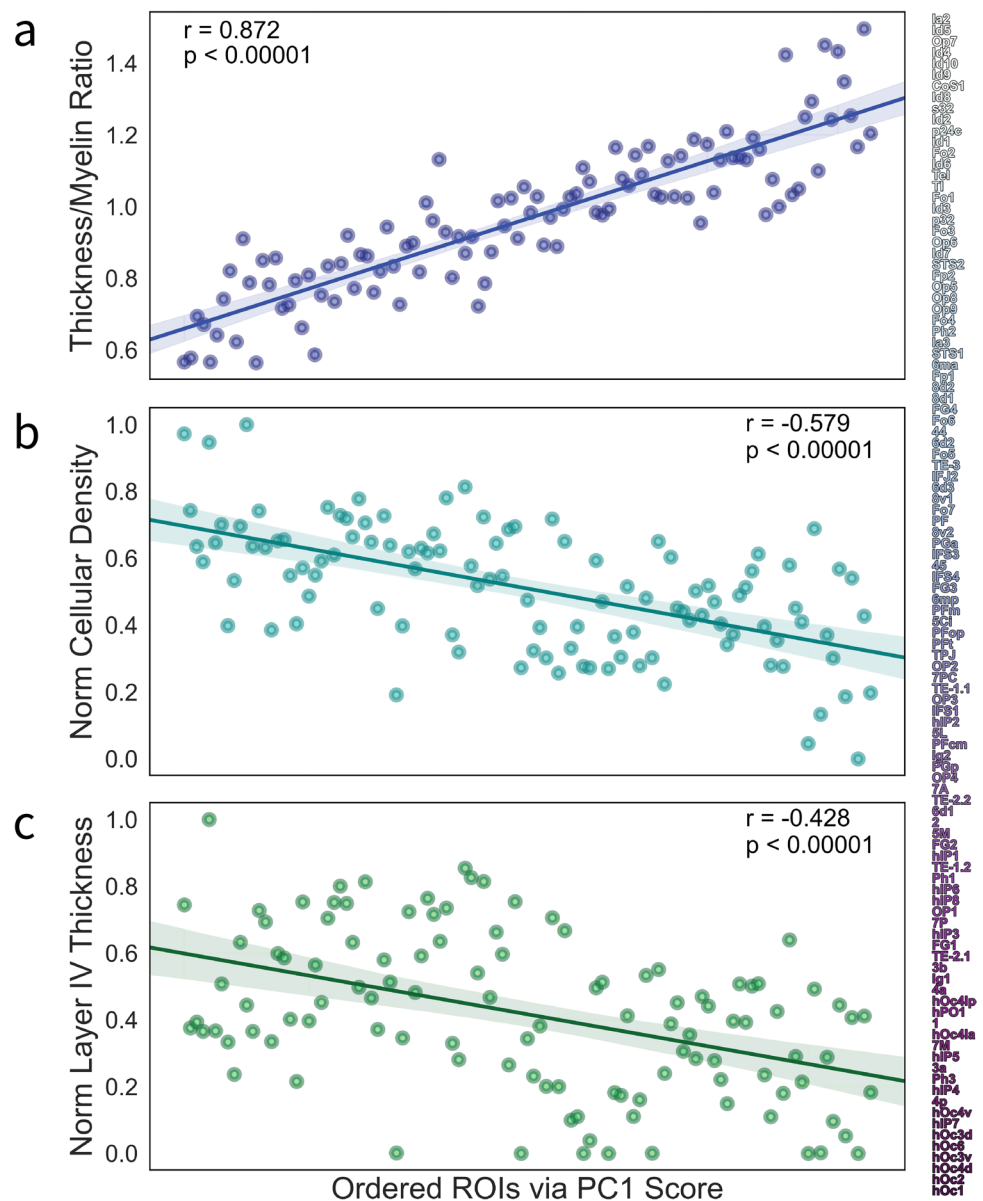 a
Thickness/Myelin Ratio
r = 0.872
p < 0.00001
1.4
1.2
1.0
0.8
0.6
b
Norm Cellular Density
r = -0.579
p < 0.00001
1.0
0.8
0.6
0.4
0.2
0.0
c
Norm Layer IV Thickness
r = -0.428
p < 0.00001
1.0
0.8
0.6
0.4
0.2
0.0
Ordered ROIs via PC1 Score
Ia2
Id5
Op7
Id4
Id10
Id9
CoS1
Id8
s32
Id2
p24c
Id1
Fo2
Id6
TeI
TI
Fo1
Id3
p32
Fo3
Op6
Id7
STS2
Fp2
Op5
Op8
Op9
Fo4
Ph2
Ia3
STS1
6ma
Fp1
8d2
8d1
FG4
Fo6
44
6d2
Fo5
TE-3
IFJ2
6d3
8v1
Fo7
PF
8v2
PGa
IFS3
45
IFS4
FG3
6mp
PFm
5Ci
PFop
PFt
TPJ
OP2
7PC
TE-1.1
OP3
IFS1
hIP2
5L
PFcm
Ig2
PGp
OP4
7A
TE-2.2
6d1
2
5M
FG2
hIP1
TE-1.2
Ph1
hIP6
hIP8
OP1
7P
hIP3
FG1
TE-2.1
3b
Ig1
4a
hOc4lp
hPO1
1
hOc4la
7M
hIP5
3a
Ph3
hIP4
4p
hOc4v
hIP7
hOc3d
hOc6
hOc3v
hOc4d
hOc2
hOc1